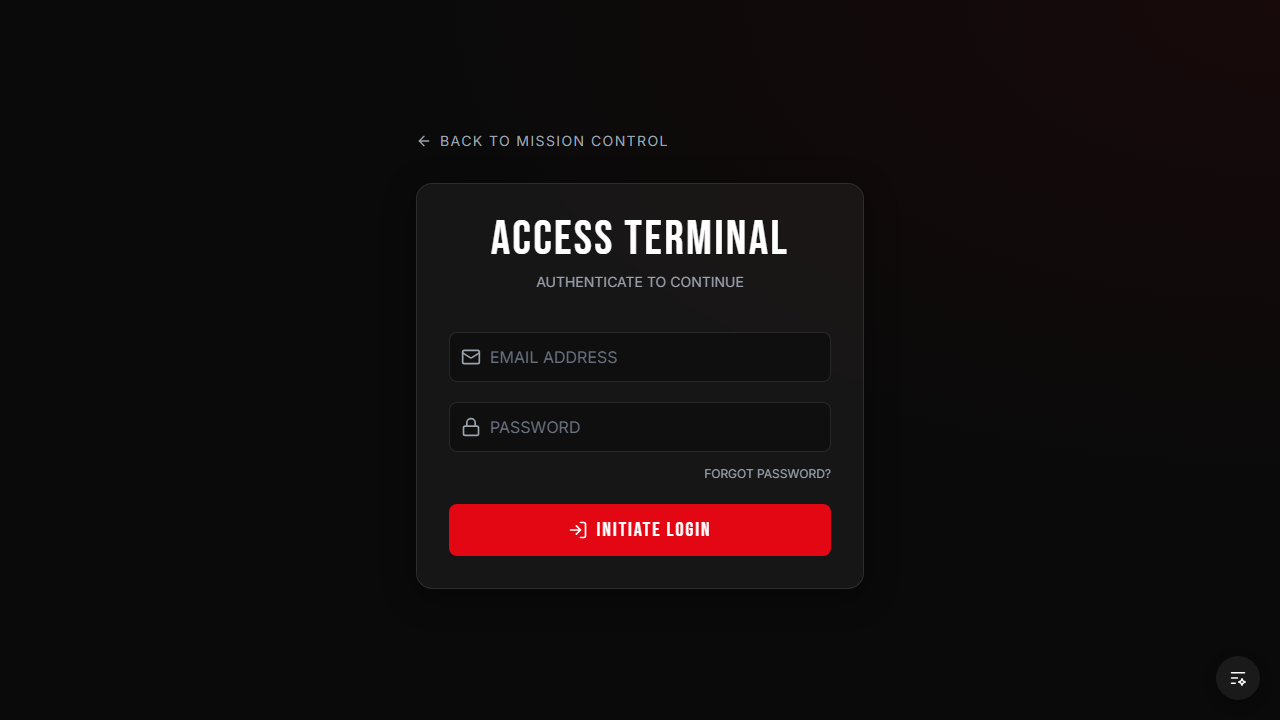 BACK TO MISSION CONTROL
ACCESS TERMINAL
AUTHENTICATE TO CONTINUE
EMAIL ADDRESS
PASSWORD
FORGOT PASSWORD?
INITIATE LOGIN